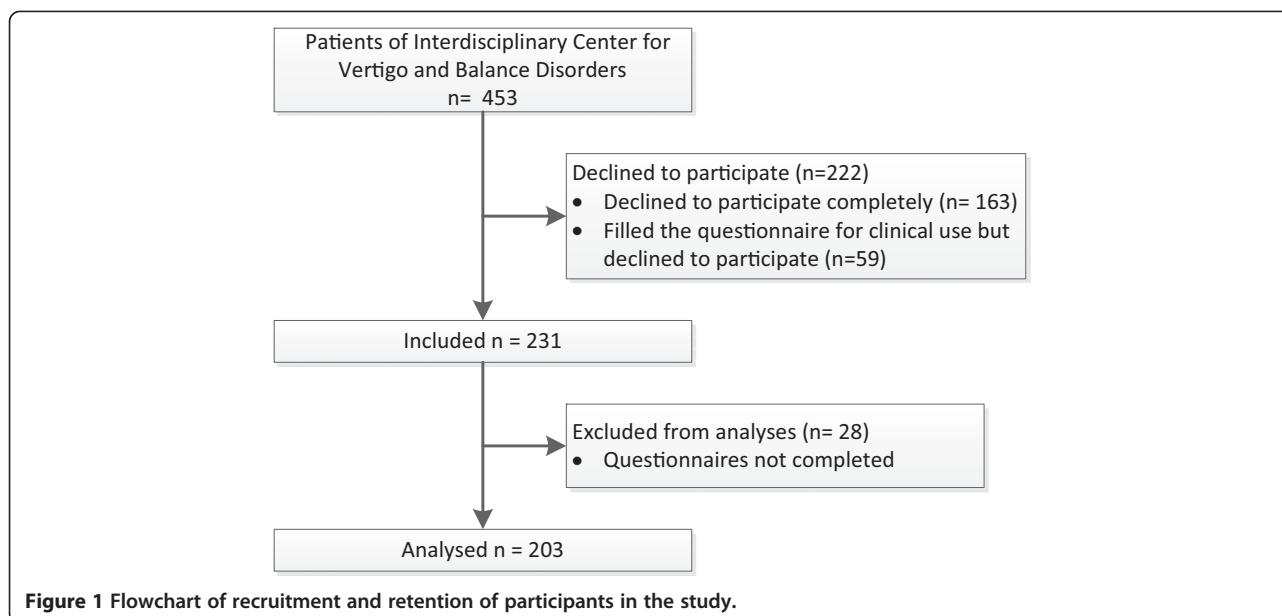 Patients of Interdisciplinary Center for
Vertigo and Balance Disorders
n= 453
Declined to participate (n=222)
• Declined to participate completely (n= 163)
• Filled the questionnaire for clinical use but
declined to participate (n=59)
Included n = 231
Excluded from analyses (n= 28)
• Questionnaires not completed
Analysed n = 203
Figure 1 Flowchart of recruitment and retention of participants in the study.